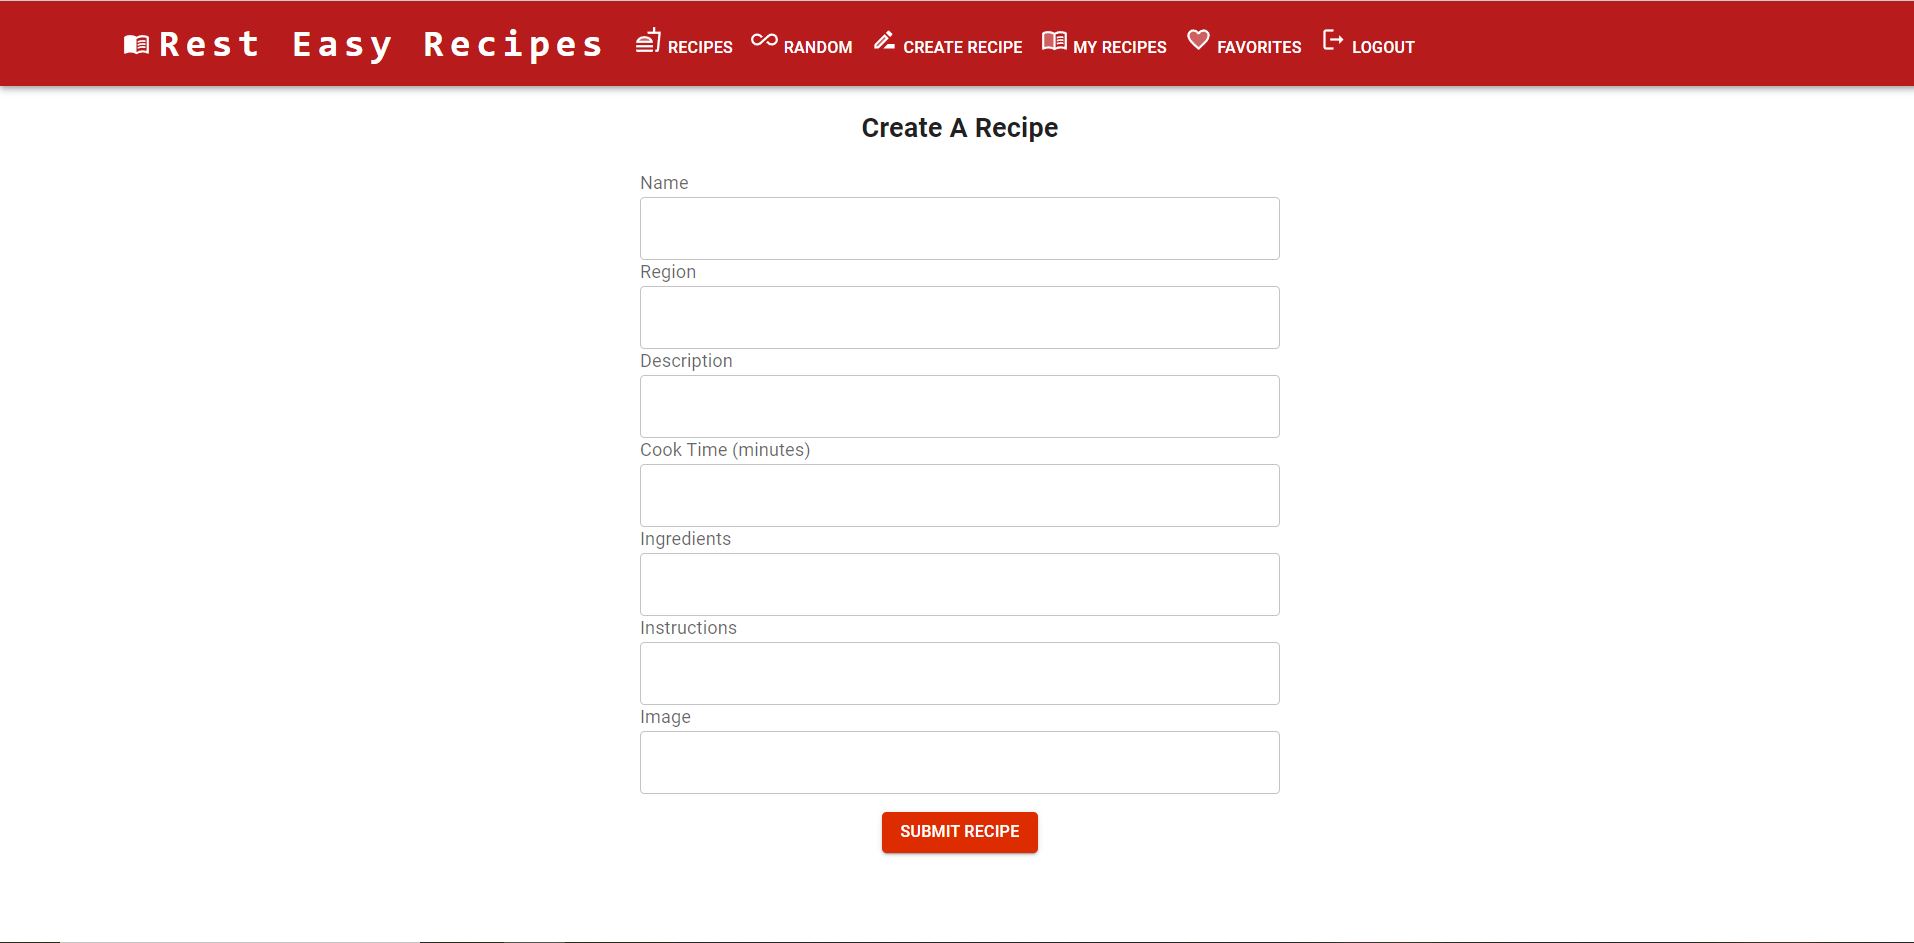 Rest Easy Recipes RECIPES RANDOM CREATE RECIPE MY RECIPES FAVORITES LOGOUT
Create A Recipe
Name
Region
Description
Cook Time (minutes)
Ingredients
Instructions
Image
SUBMIT RECIPE